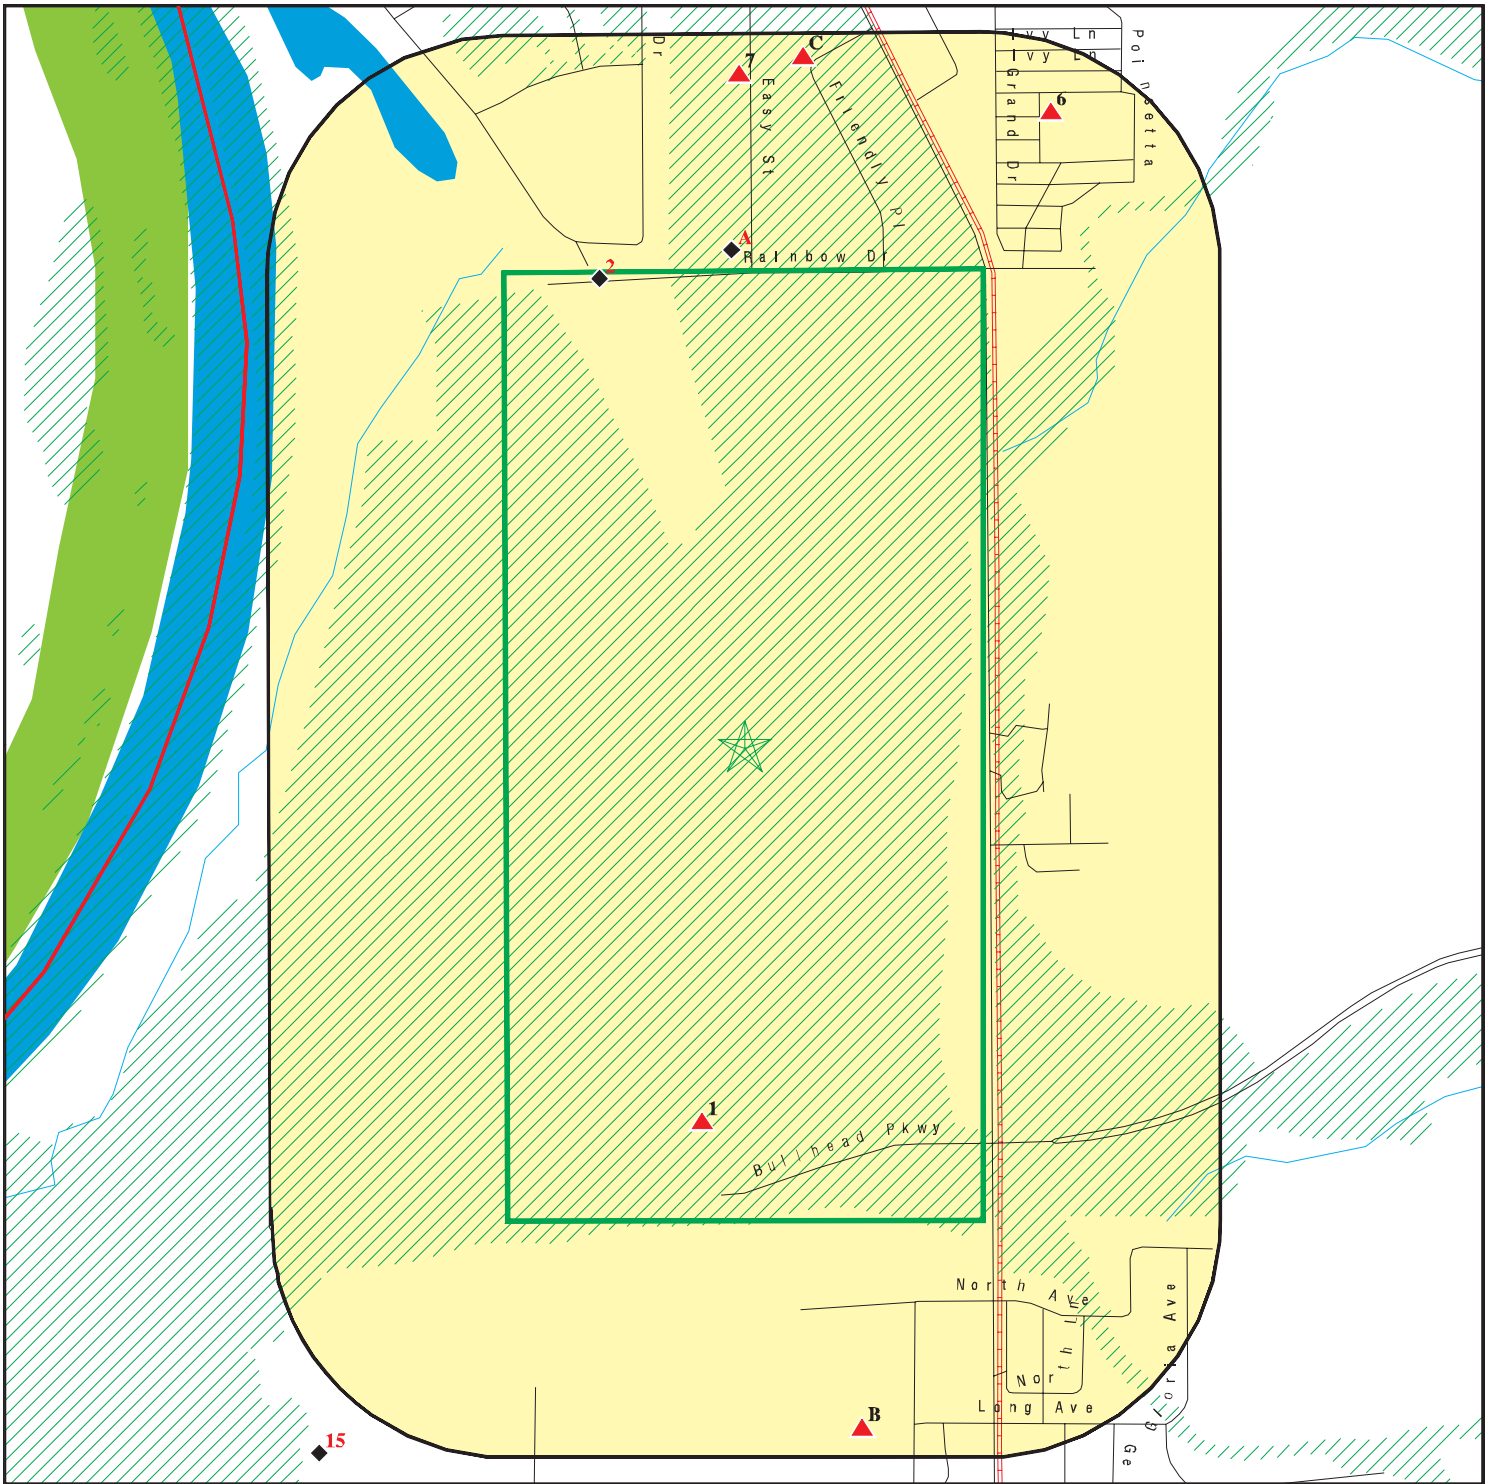 Ivy Ln
Ivy Ln
Dr
C
7
Easy St
Friendly Pl
Grand Dr
6
Poinsetta
A
Rainbow Dr
2
1
Bullhead Pkwy
North Ave
North Ln
Gloria Ave
Long Ave
B
Ge
15